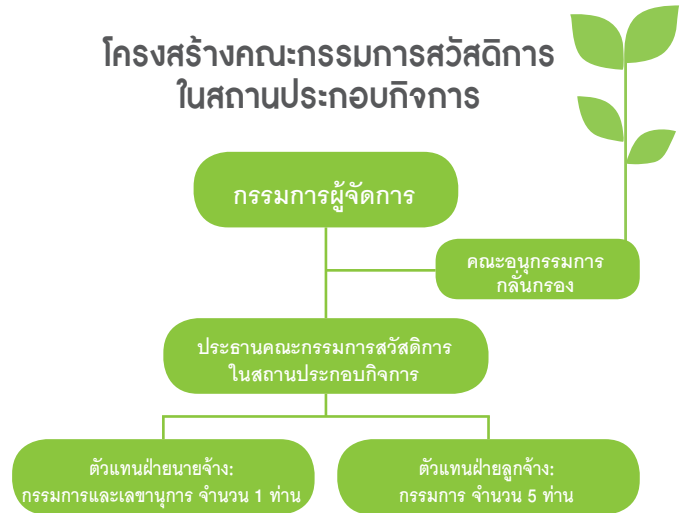 โครงสร้างคณะกรรมการสวัสดิการ
ในสถานประกอบกิจการ
กรรมการผู้จัดการ
คณะอนุกรรมการ
กลั่นกรอง
ประธานคณะกรรมการสวัสดิการ
ในสถานประกอบกิจการ
ตัวแทนฝ่ายนายจ้าง:
กรรมการและเลขานุการ จำนวน 1 ท่าน
ตัวแทนฝ่ายลูกจ้าง:
กรรมการ จำนวน 5 ท่าน